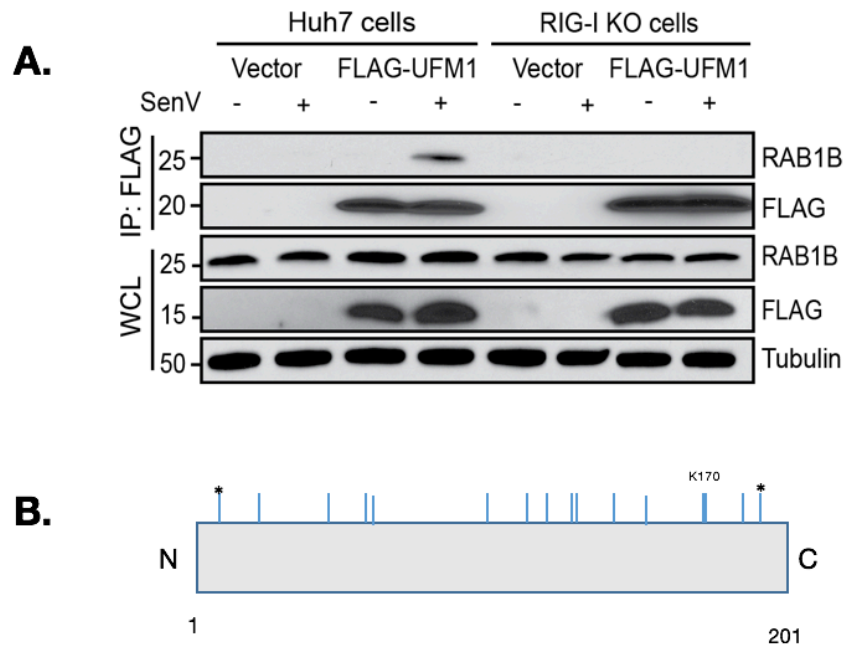 A.
Huh7 cells RIG-I KO cells
Vector FLAG-UFM1 Vector FLAG-UFM1
SenV - + - + - + - +
IP: FLAG
25 RAB1B
20 FLAG
WCL
25 RAB1B
15 FLAG
50 Tubulin
B.
K170
* *
N C
1 201